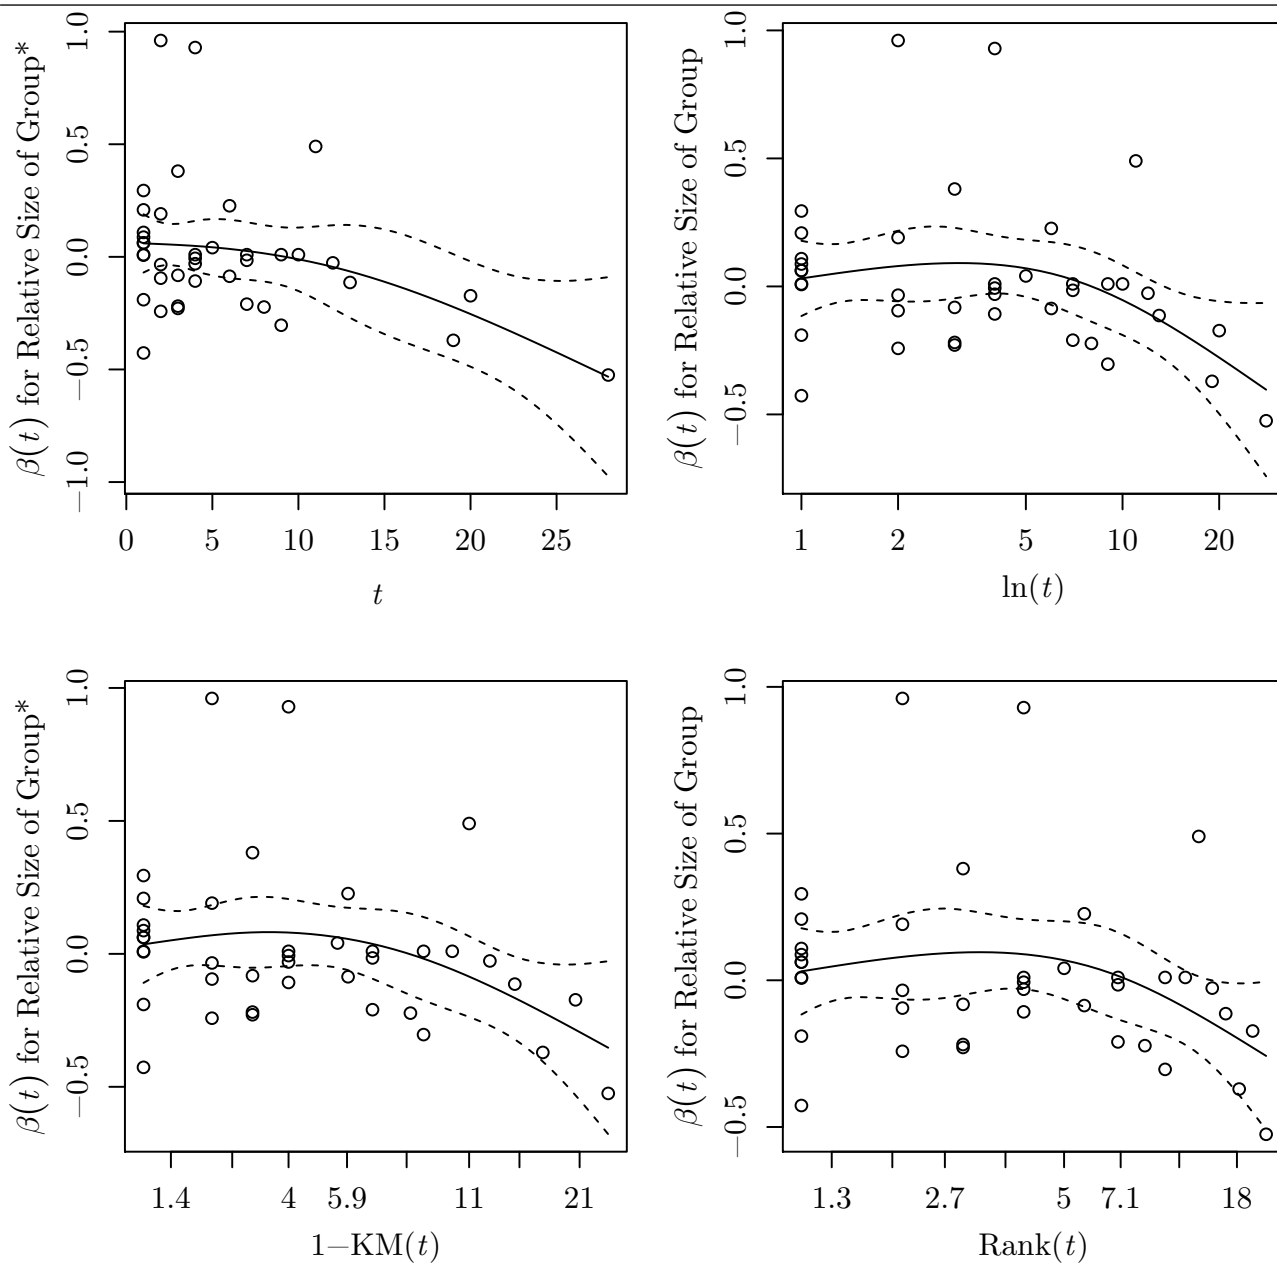 β(t) for Relative Size of Group*
1.0
0.5
0.0
−0.5
−1.0
0 5 10 15 20 25
t
β(t) for Relative Size of Group
1.0
0.5
0.0
−0.5
1 2 5 10 20
ln(t)
β(t) for Relative Size of Group*
1.0
0.5
0.0
−0.5
1.4 4 5.9 11 21
1−KM(t)
β(t) for Relative Size of Group
1.0
0.5
0.0
−0.5
1.3 2.7 5 7.1 18
Rank(t)